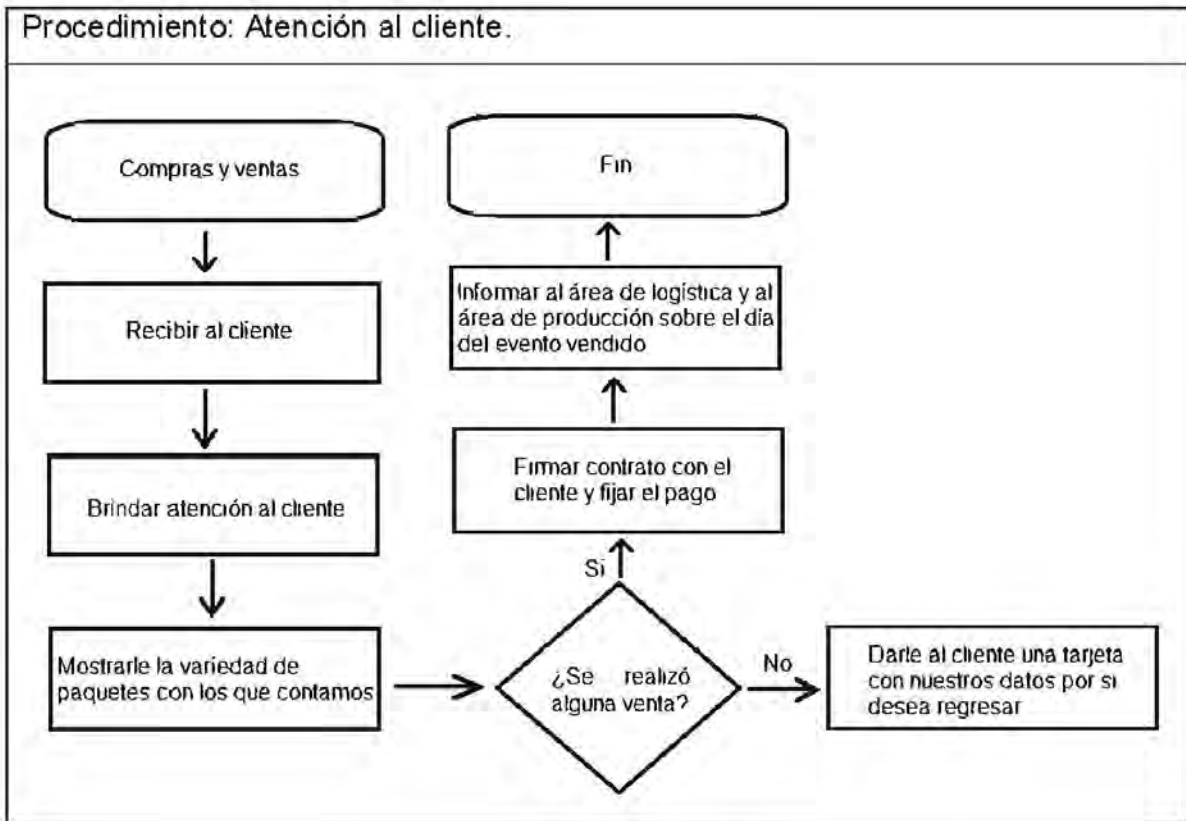 Procedimiento: Atención al cliente.
Compras y ventas
Recibir al cliente
Brindar atención al cliente
Mostrarle la variedad de
paquetes con los que contamos
¿Se realizó
alguna venta?
Si
Firmar contrato con el
cliente y fijar el pago
Informar al área de logística y al
área de producción sobre el día
del evento vendido
Fin
No
Darle al cliente una tarjeta
con nuestros datos por si
desea regresar